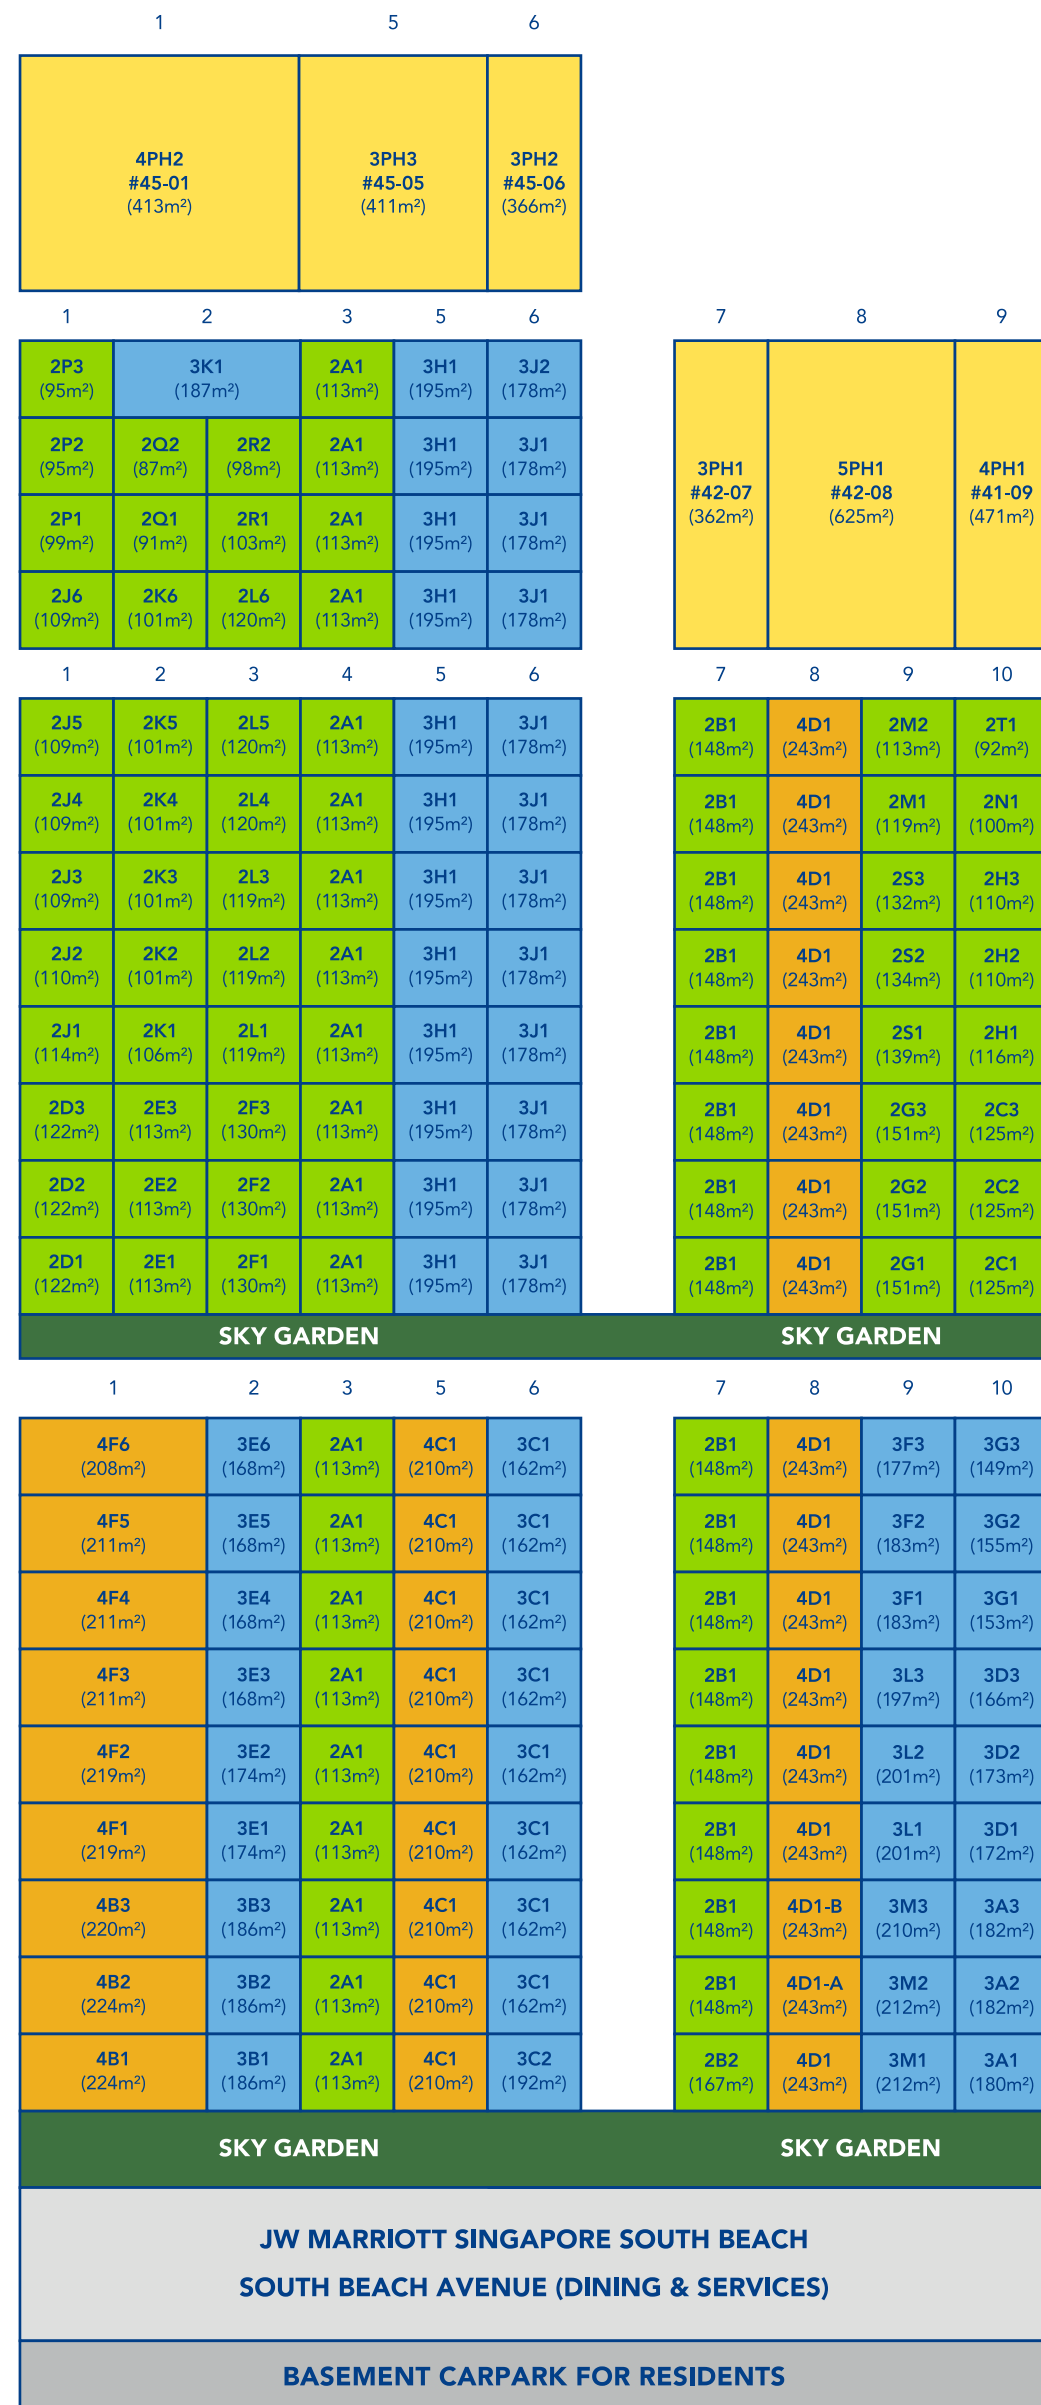 1 5 6
4PH2 3PH3 3PH2
#45-01 #45-05 #45-06
(413m²) (411m²) (366m²)
1 2 3 5 6 7 8 9
2P3 3K1 2A1 3H1 3J2
(95m²) (187m²) (113m²) (195m²) (178m²)
2P2 2Q2 2R2 2A1 3H1 3J1
(95m²) (87m²) (98m²) (113m²) (195m²) (178m²)
3PH1 5PH1 4PH1
#42-07 #42-08 #41-09
(362m²) (625m²) (471m²)
2P1 2Q1 2R1 2A1 3H1 3J1
(99m²) (91m²) (103m²) (113m²) (195m²) (178m²)
2J6 2K6 2L6 2A1 3H1 3J1
(109m²) (101m²) (120m²) (113m²) (195m²) (178m²)
1 2 3 4 5 6 7 8 9 10
2J5 2K5 2L5 2A1 3H1 3J1 2B1 4D1 2M2 2T1
(109m²) (101m²) (120m²) (113m²) (195m²) (178m²) (148m²) (243m²) (113m²) (92m²)
2J4 2K4 2L4 2A1 3H1 3J1 2B1 4D1 2M1 2N1
(109m²) (101m²) (120m²) (113m²) (195m²) (178m²) (148m²) (243m²) (119m²) (100m²)
2J3 2K3 2L3 2A1 3H1 3J1 2B1 4D1 2S3 2H3
(109m²) (101m²) (119m²) (113m²) (195m²) (178m²) (148m²) (243m²) (132m²) (110m²)
2J2 2K2 2L2 2A1 3H1 3J1 2B1 4D1 2S2 2H2
(110m²) (101m²) (119m²) (113m²) (195m²) (178m²) (148m²) (243m²) (134m²) (110m²)
2J1 2K1 2L1 2A1 3H1 3J1 2B1 4D1 2S1 2H1
(114m²) (106m²) (119m²) (113m²) (195m²) (178m²) (148m²) (243m²) (139m²) (116m²)
2D3 2E3 2F3 2A1 3H1 3J1 2B1 4D1 2G3 2C3
(122m²) (113m²) (130m²) (113m²) (195m²) (178m²) (148m²) (243m²) (151m²) (125m²)
2D2 2E2 2F2 2A1 3H1 3J1 2B1 4D1 2G2 2C2
(122m²) (113m²) (130m²) (113m²) (195m²) (178m²) (148m²) (243m²) (151m²) (125m²)
2D1 2E1 2F1 2A1 3H1 3J1 2B1 4D1 2G1 2C1
(122m²) (113m²) (130m²) (113m²) (195m²) (178m²) (148m²) (243m²) (151m²) (125m²)
SKY GARDEN SKY GARDEN
1 2 3 5 6 7 8 9 10
4F6 3E6 2A1 4C1 3C1 2B1 4D1 3F3 3G3
(208m²) (168m²) (113m²) (210m²) (162m²) (148m²) (243m²) (177m²) (149m²)
4F5 3E5 2A1 4C1 3C1 2B1 4D1 3F2 3G2
(211m²) (168m²) (113m²) (210m²) (162m²) (148m²) (243m²) (183m²) (155m²)
4F4 3E4 2A1 4C1 3C1 2B1 4D1 3F1 3G1
(211m²) (168m²) (113m²) (210m²) (162m²) (148m²) (243m²) (183m²) (153m²)
4F3 3E3 2A1 4C1 3C1 2B1 4D1 3L3 3D3
(211m²) (168m²) (113m²) (210m²) (162m²) (148m²) (243m²) (197m²) (166m²)
4F2 3E2 2A1 4C1 3C1 2B1 4D1 3L2 3D2
(219m²) (174m²) (113m²) (210m²) (162m²) (148m²) (243m²) (201m²) (173m²)
4F1 3E1 2A1 4C1 3C1 2B1 4D1 3L1 3D1
(219m²) (174m²) (113m²) (210m²) (162m²) (148m²) (243m²) (201m²) (172m²)
4B3 3B3 2A1 4C1 3C1 2B1 4D1-B 3M3 3A3
(220m²) (186m²) (113m²) (210m²) (162m²) (148m²) (243m²) (210m²) (182m²)
4B2 3B2 2A1 4C1 3C1 2B1 4D1-A 3M2 3A2
(224m²) (186m²) (113m²) (210m²) (162m²) (148m²) (243m²) (212m²) (182m²)
4B1 3B1 2A1 4C1 3C2 2B2 4D1 3M1 3A1
(224m²) (186m²) (113m²) (210m²) (192m²) (167m²) (243m²) (212m²) (180m²)
SKY GARDEN SKY GARDEN
JW MARRIOTT SINGAPORE SOUTH BEACH
SOUTH BEACH AVENUE (DINING & SERVICES)
BASEMENT CARPARK FOR RESIDENTS